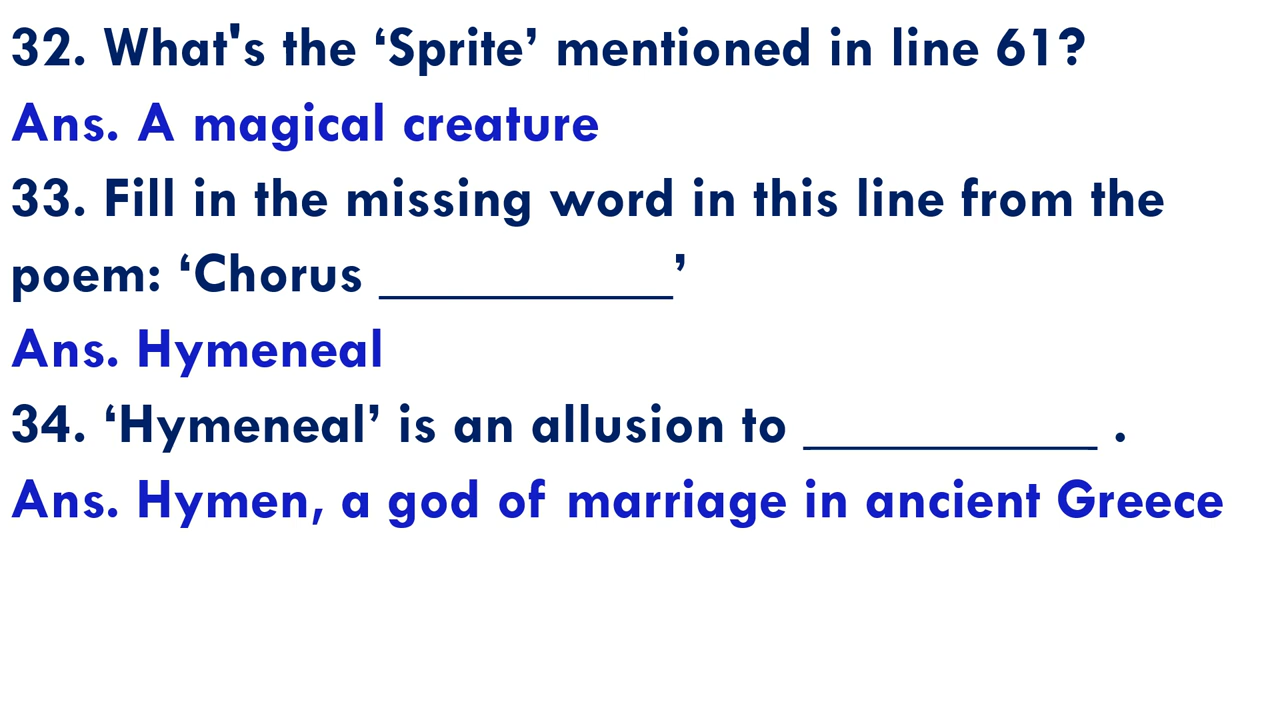 32. What's the ‘Sprite’ mentioned in line 61?
Ans. A magical creature
33. Fill in the missing word in this line from the
poem: ‘Chorus ___________’
Ans. Hymeneal
34. ‘Hymeneal’ is an allusion to ___________ .
Ans. Hymen, a god of marriage in ancient Greece